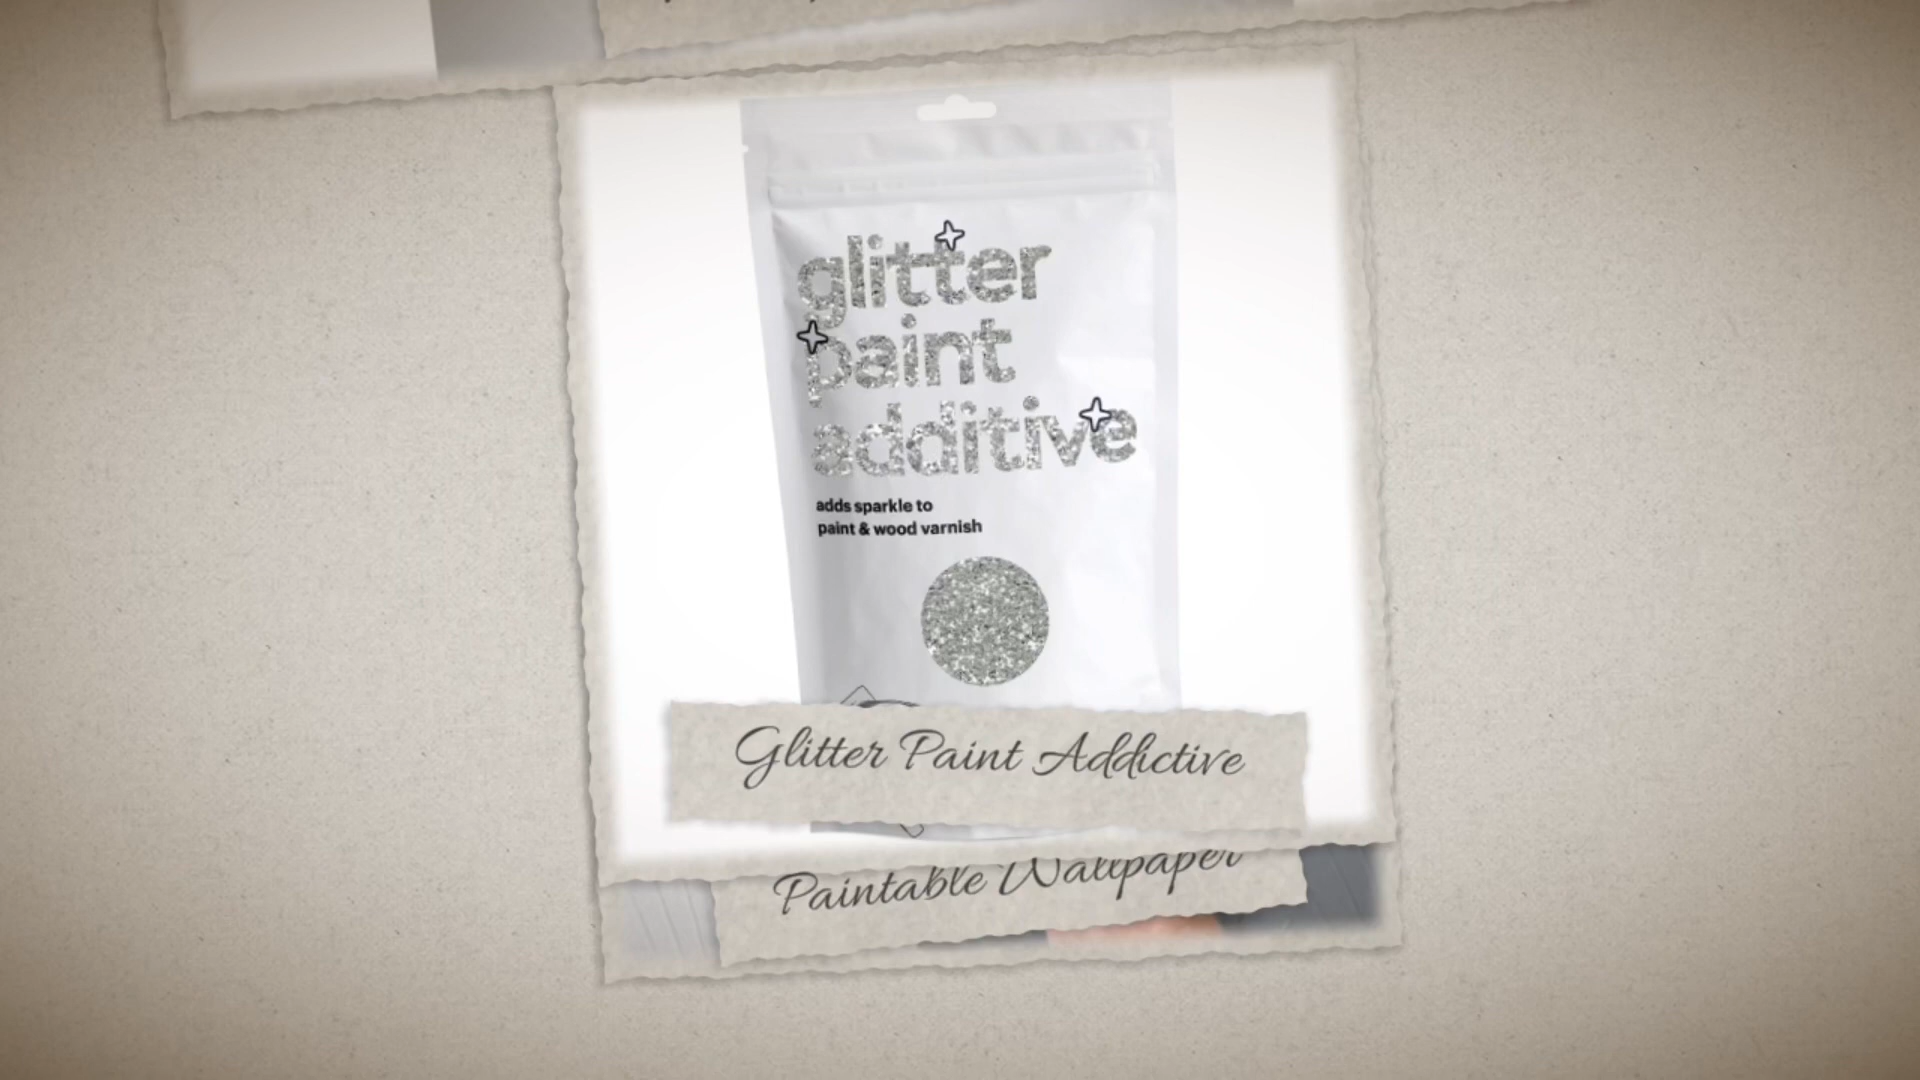 glitter
paint
additive
adds sparkle to
paint & wood varnish
Glitter Paint Addictive
Paintable Wallpaper